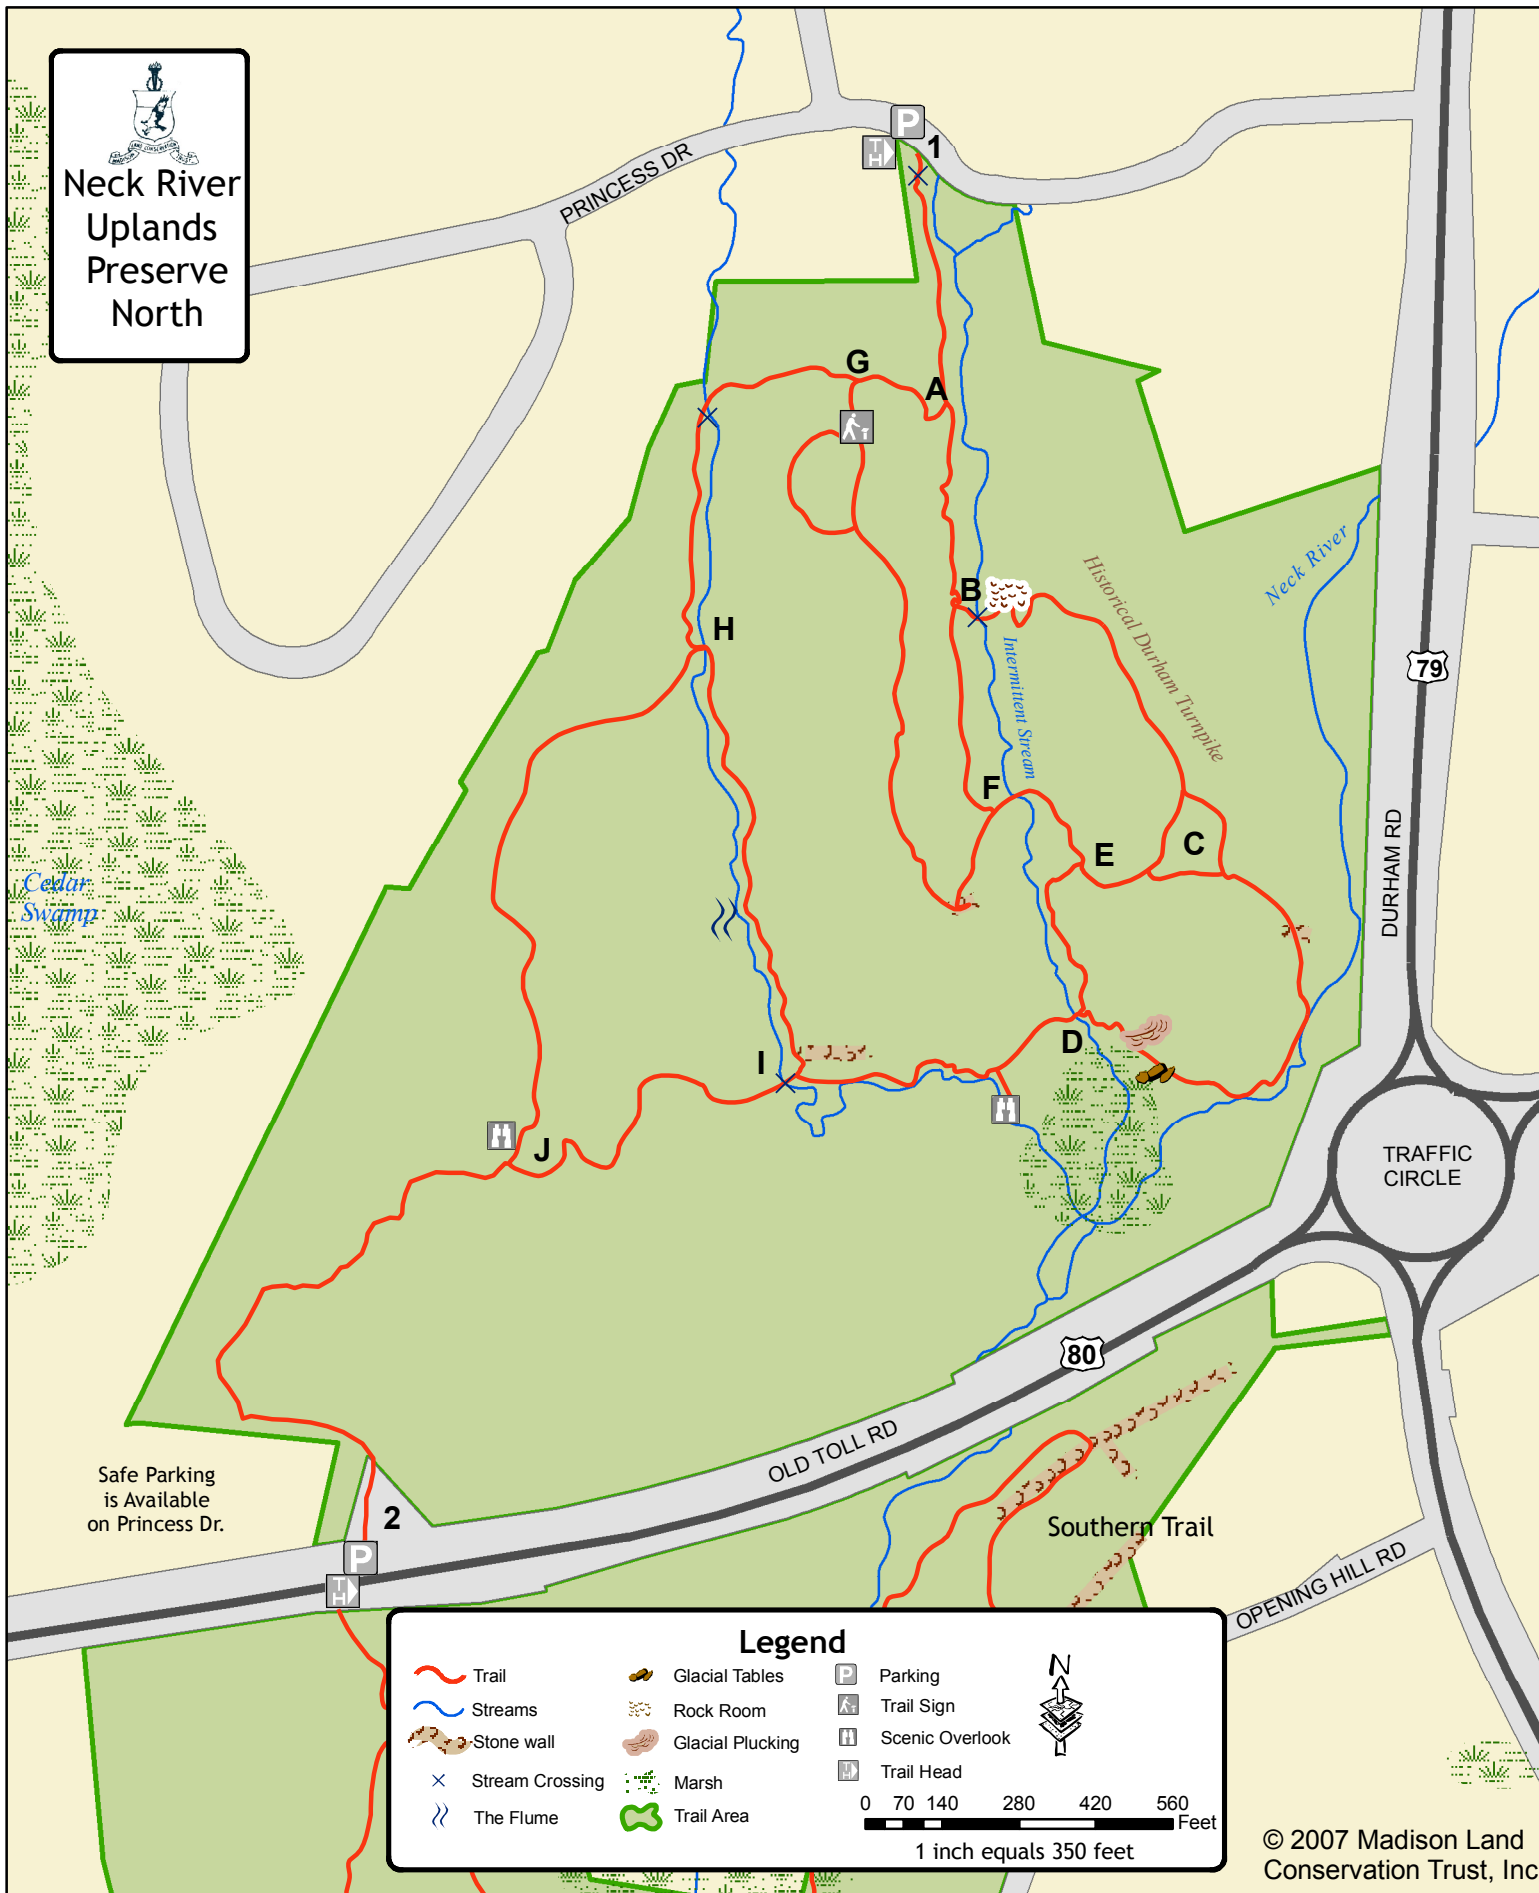 Neck River
Uplands
Preserve
North
PRINCESS DR
P
TH
1
G
A
B
Historical Durham Turnpike
Neck River
Intermittent Stream
H
79
F
E
C
DURHAM RD
Cedar
Swamp
D
I
J
TRAFFIC
CIRCLE
80
OLD TOLL RD
Safe Parking
is Available
on Princess Dr.
2
P
TH
Southern Trail
OPENING HILL RD
Legend
Trail
Streams
Stone wall
Stream Crossing
The Flume
Glacial Tables
Rock Room
Glacial Plucking
Marsh
Trail Area
P Parking
Trail Sign
Scenic Overlook
TH Trail Head
N
0 70 140 280 420 560
Feet
1 inch equals 350 feet
© 2007 Madison Land
Conservation Trust, Inc